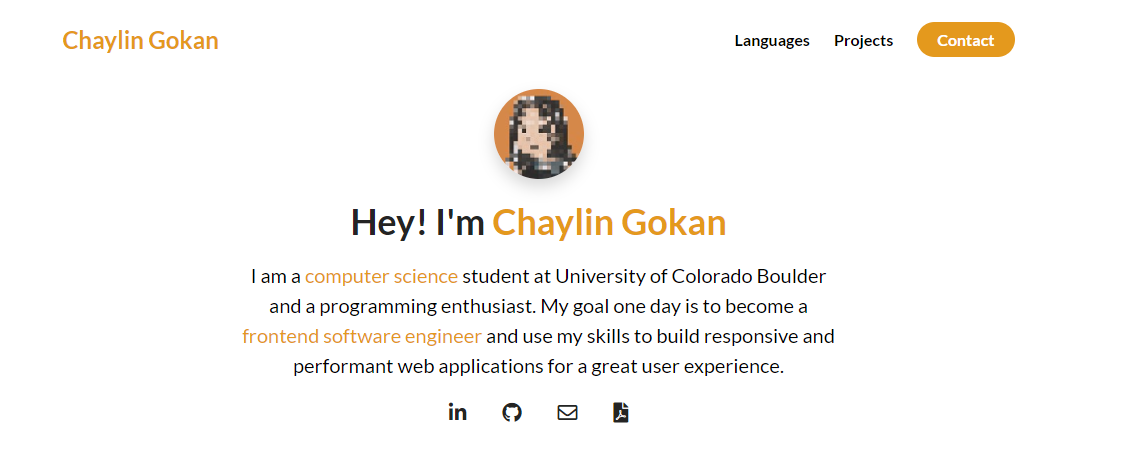 Chaylin Gokan
Languages Projects Contact
Hey! I'm Chaylin Gokan
I am a computer science student at University of Colorado Boulder
and a programming enthusiast. My goal one day is to become a
frontend software engineer and use my skills to build responsive and
performant web applications for a great user experience.
in